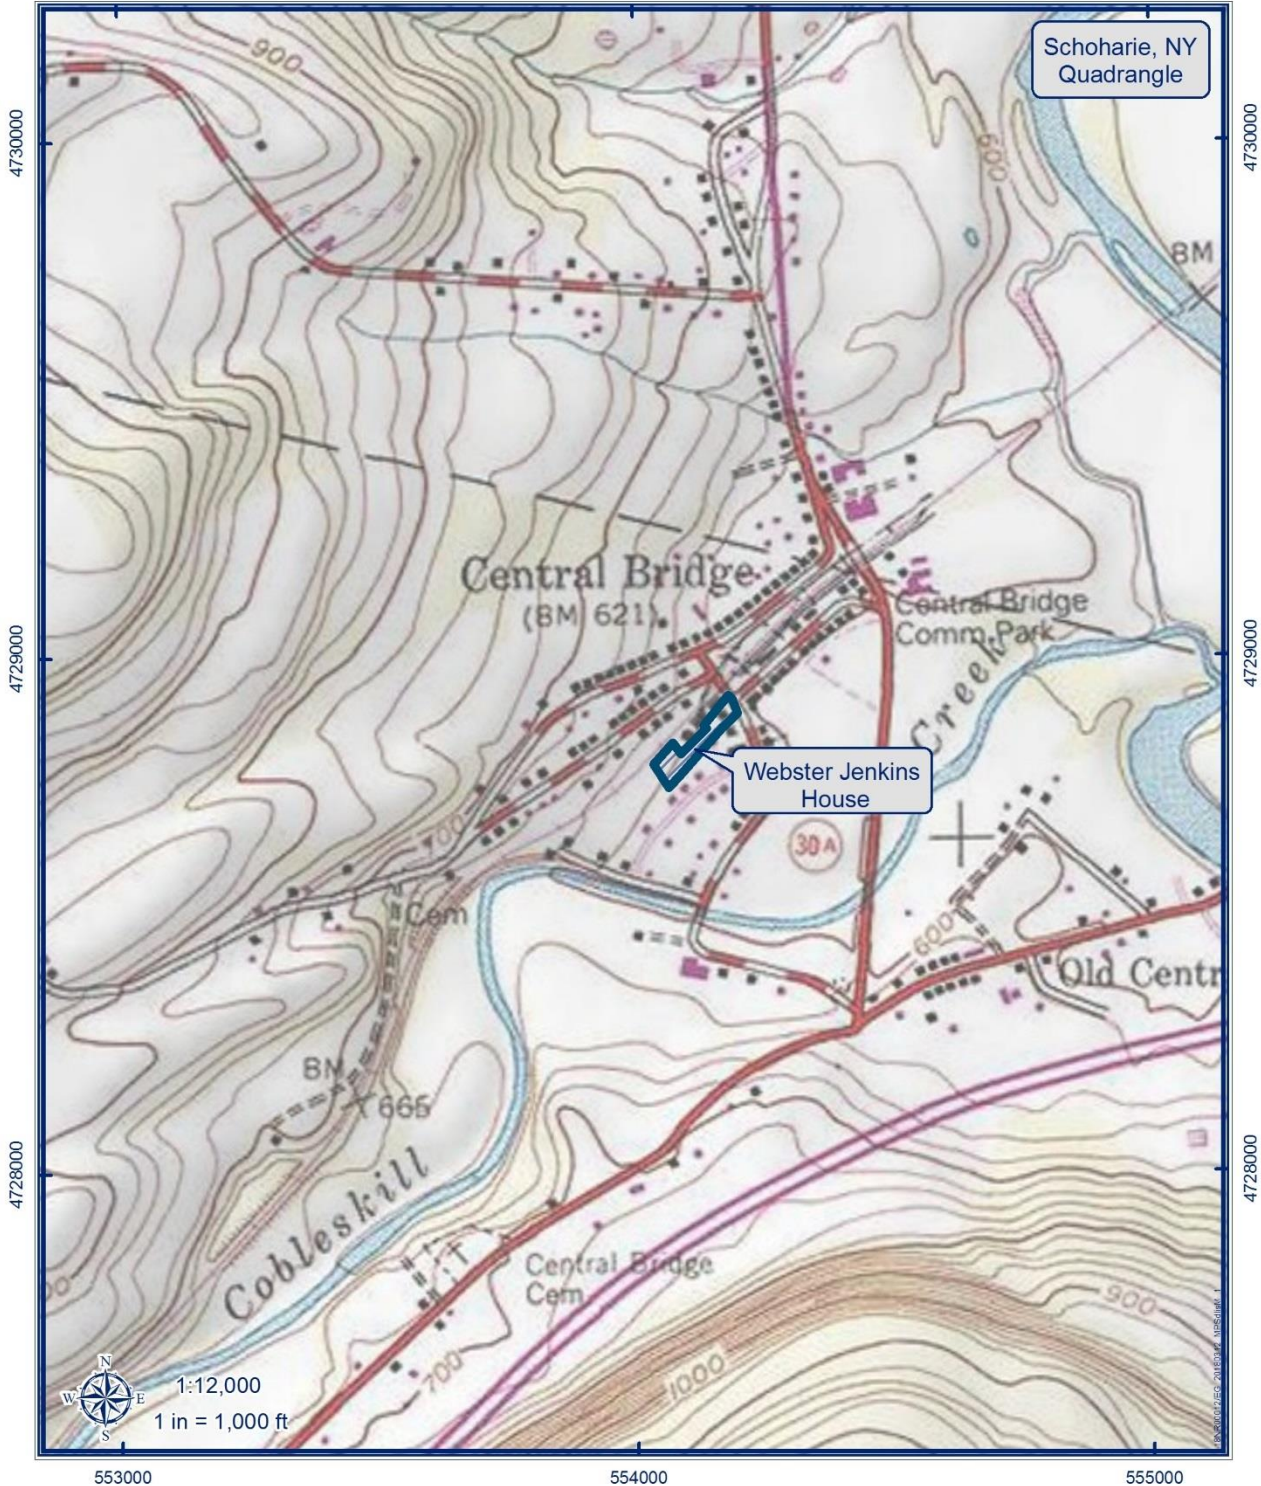 Schoharie, NY
Quadrangle
900
4730000
4730000
600
BM
Central Bridge
(BM 621)
Central Bridge
Comm Park
4729000
4729000
Creek
Webster Jenkins
House
30A
700
Cem
600
Old Centr
BM
665
4728000
4728000
Cobleskill
Central Bridge
Cem
900
1000
700
N
W
E
S
1:12,000
1 in = 1,000 ft
553000
554000
555000